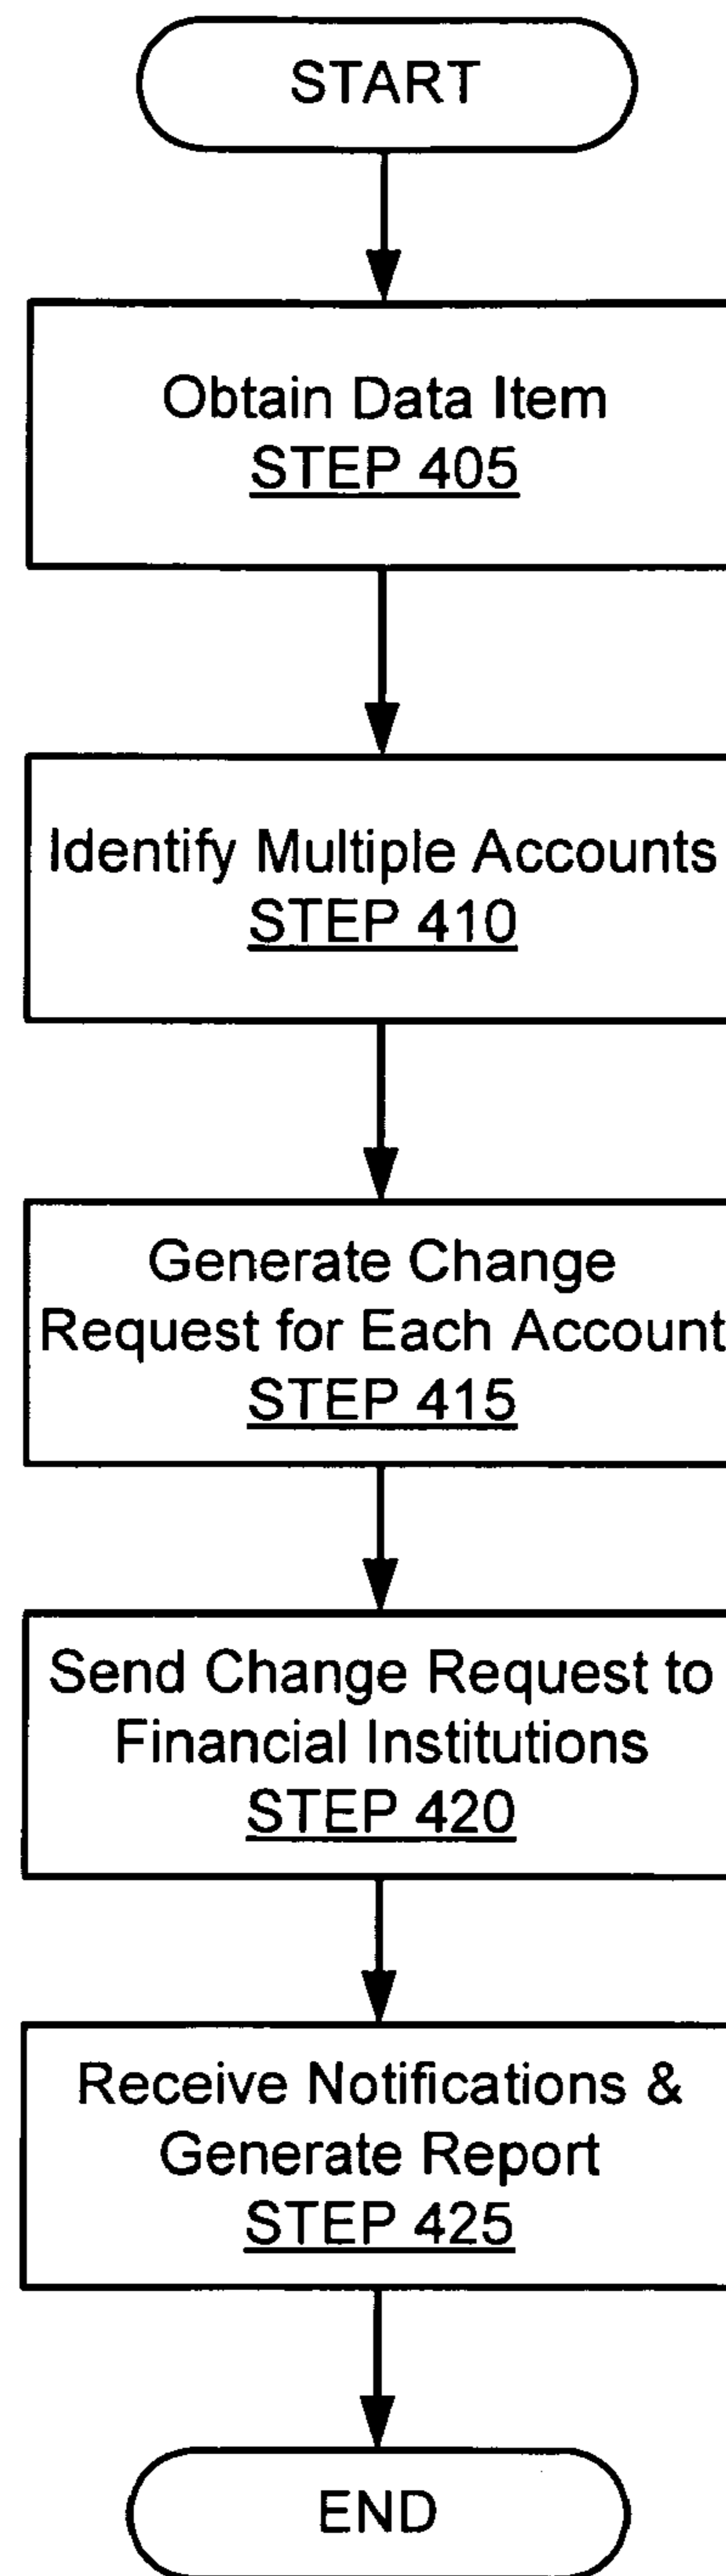 START
Obtain Data Item
STEP 405
Identify Multiple Accounts
STEP 410
Generate Change
Request for Each Account
STEP 415
Send Change Request to
Financial Institutions
STEP 420
Receive Notifications &
Generate Report
STEP 425
END